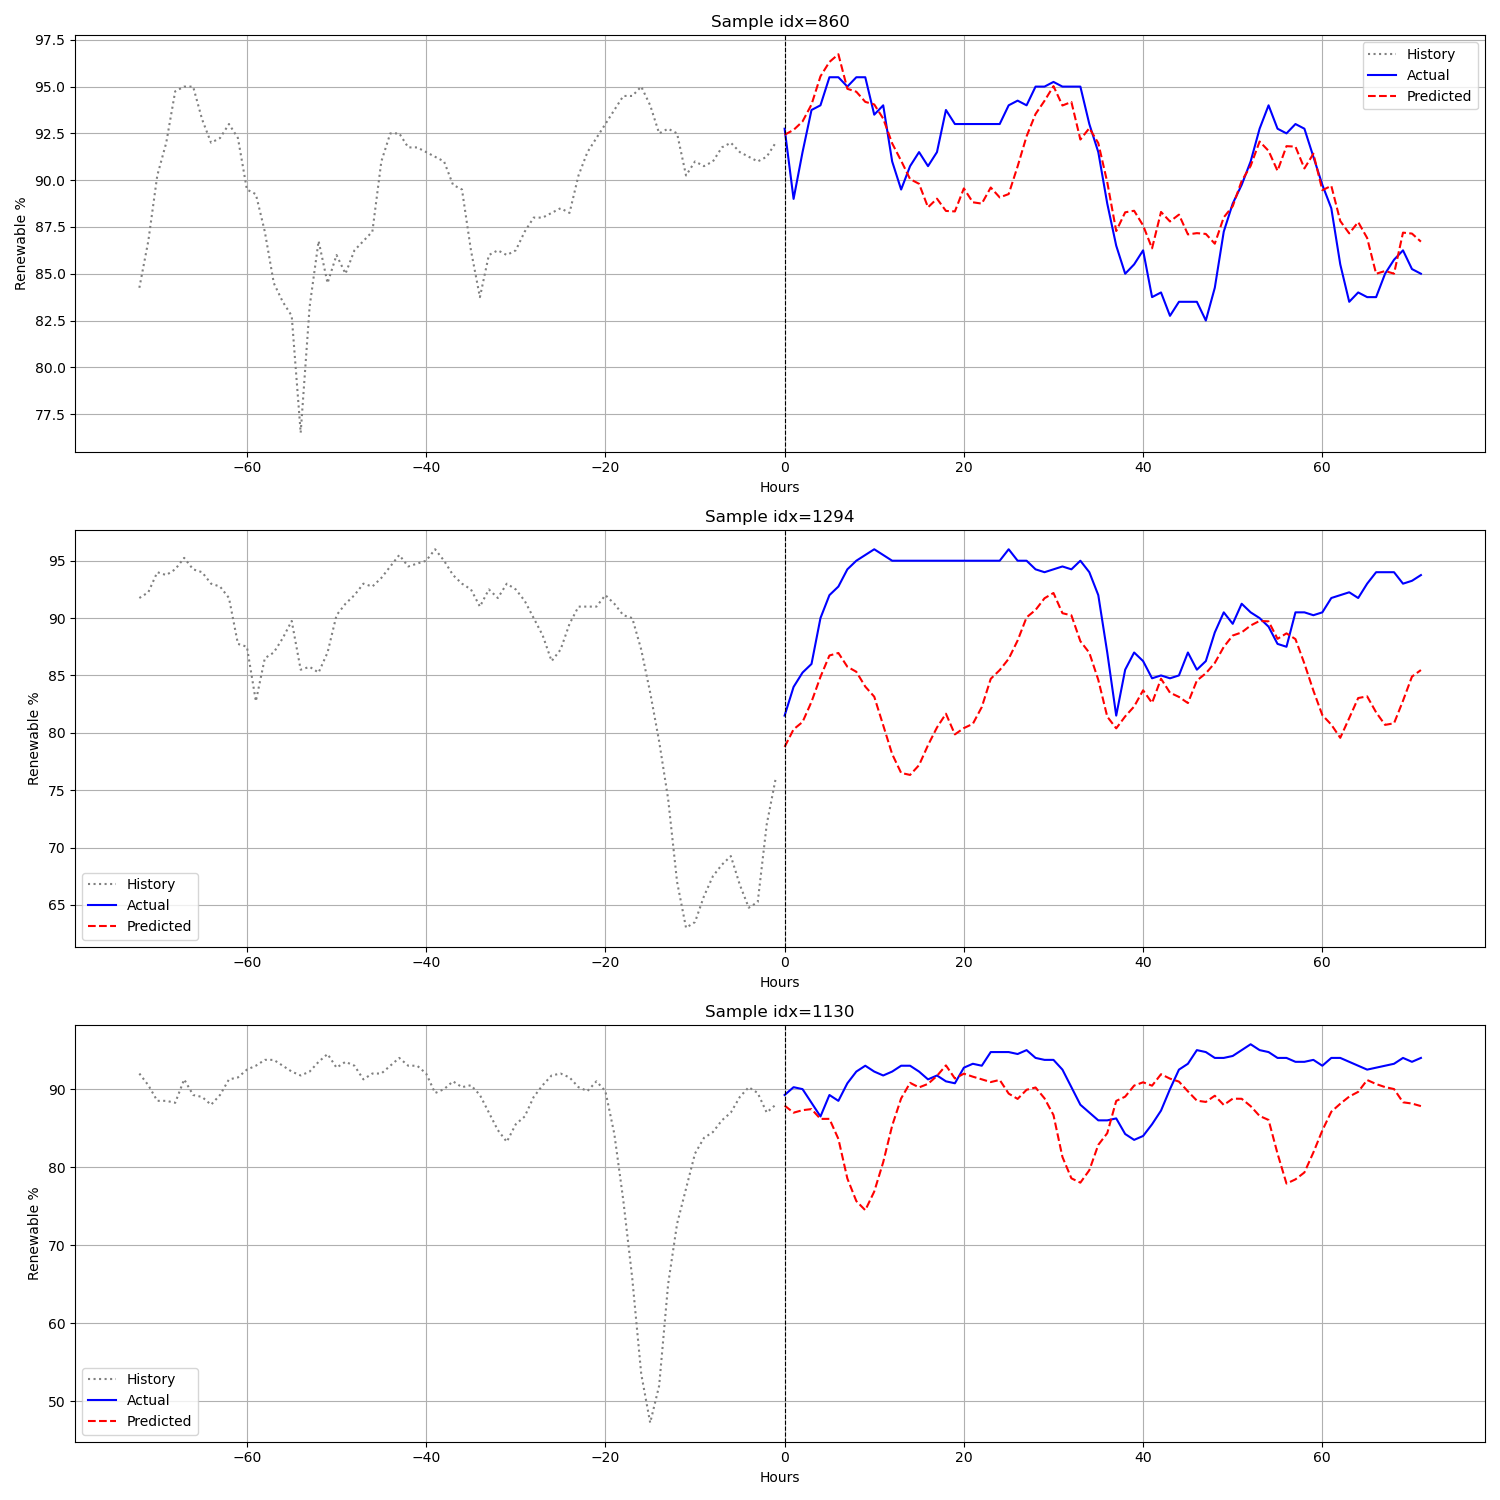 Sample idx=860
97.5
95.0
92.5
90.0
87.5
85.0
82.5
80.0
77.5
Renewable %
History
Actual
Predicted
−60 −40 −20 0 20 40 60
Hours
Sample idx=1294
95
90
85
80
75
70
65
Renewable %
History
Actual
Predicted
−60 −40 −20 0 20 40 60
Hours
Sample idx=1130
90
80
70
60
50
Renewable %
History
Actual
Predicted
−60 −40 −20 0 20 40 60
Hours